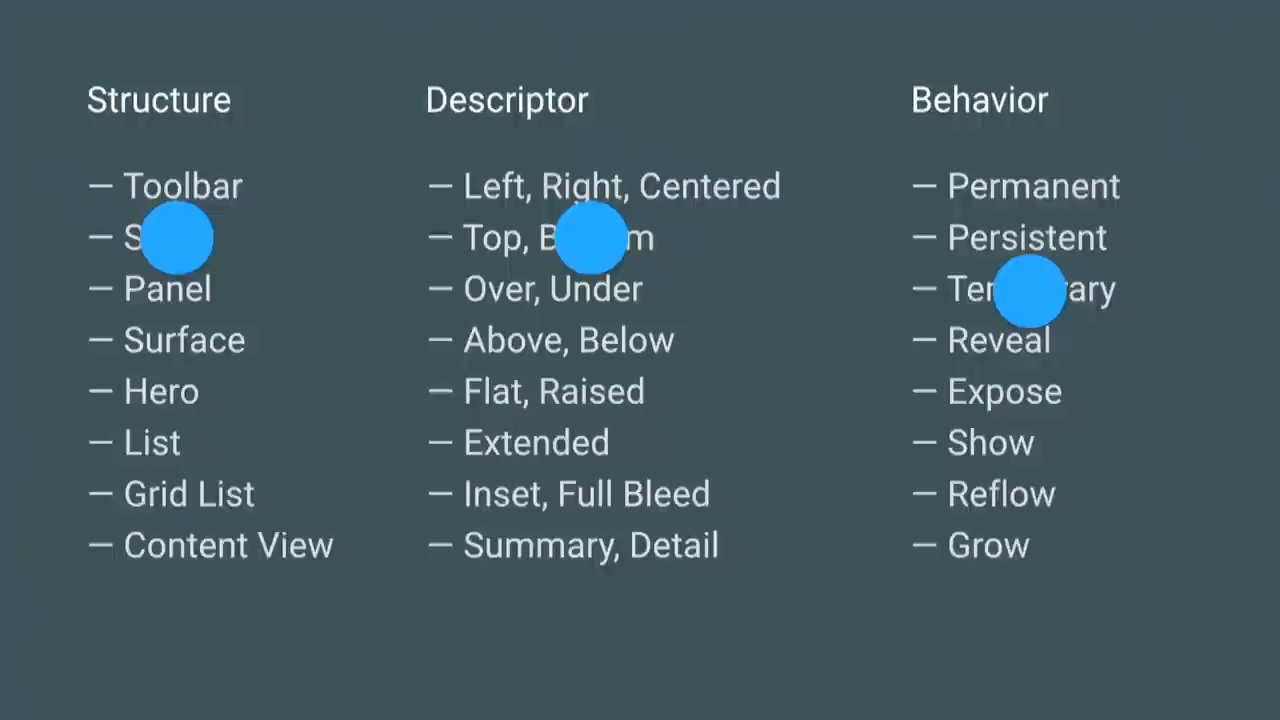 Structure
— Toolbar
— Panel
— Surface
— Hero
— List
— Grid List
— Content View
Descriptor
— Left, Right, Centered
— Top,
— Over, Under
— Above, Below
— Flat, Raised
— Extended
— Inset, Full Bleed
— Summary, Detail
Behavior
— Permanent
— Persistent
— Reveal
— Expose
— Show
— Reflow
— Grow